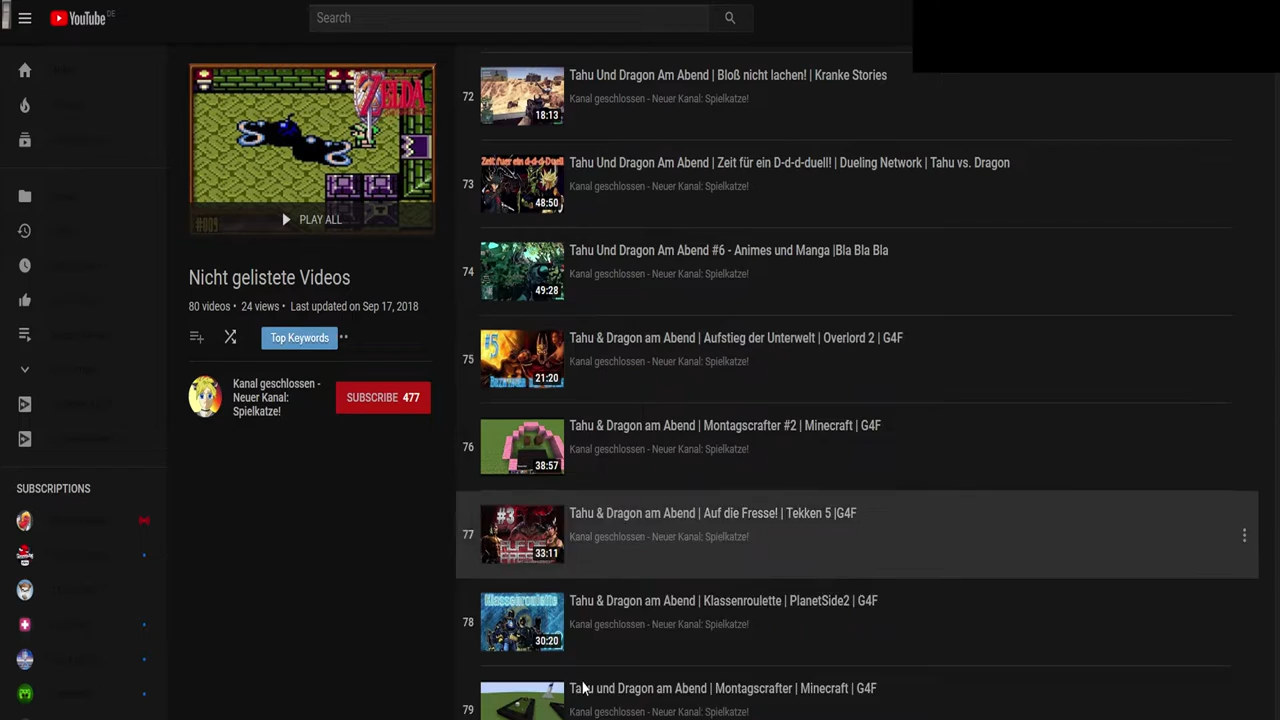 YouTube DE
Search
ZELDA
#009
PLAY ALL
Nicht gelistete Videos
80 videos • 24 views • Last updated on Sep 17, 2018
Top Keywords
Kanal geschlossen -
Neuer Kanal:
Spielkatze!
SUBSCRIBE 477
SUBSCRIPTIONS
72
18:13
Tahu Und Dragon Am Abend | Bloß nicht lachen! | Kranke Stories
Kanal geschlossen - Neuer Kanal: Spielkatze!
73
Zeit fuer ein d-d-d-Duell
48:50
Tahu Und Dragon Am Abend | Zeit für ein D-d-d-duell! | Dueling Network | Tahu vs. Dragon
Kanal geschlossen - Neuer Kanal: Spielkatze!
74
49:28
Tahu Und Dragon Am Abend #6 - Animes und Manga |Bla Bla Bla
Kanal geschlossen - Neuer Kanal: Spielkatze!
75
#5
21:20
Tahu & Dragon am Abend | Aufstieg der Unterwelt | Overlord 2 | G4F
Kanal geschlossen - Neuer Kanal: Spielkatze!
76
38:57
Tahu & Dragon am Abend | Montagscrafter #2 | Minecraft | G4F
Kanal geschlossen - Neuer Kanal: Spielkatze!
77
#3
33:11
Tahu & Dragon am Abend | Auf die Fresse! | Tekken 5 |G4F
Kanal geschlossen - Neuer Kanal: Spielkatze!
78
Klassenroulette
30:20
Tahu & Dragon am Abend | Klassenroulette | PlanetSide2 | G4F
Kanal geschlossen - Neuer Kanal: Spielkatze!
79
Tahu und Dragon am Abend | Montagscrafter | Minecraft | G4F
Kanal geschlossen - Neuer Kanal: Spielkatze!